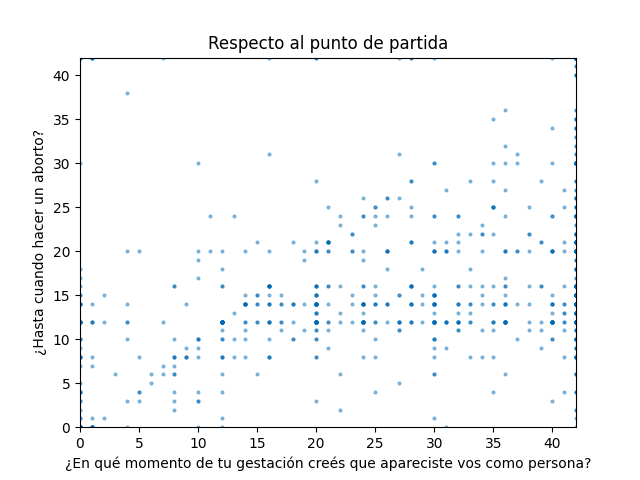 Respecto al punto de partida
¿Hasta cuando hacer un aborto?
40
35
30
25
20
15
10
5
0
0 5 10 15 20 25 30 35 40
¿En qué momento de tu gestación creés que apareciste vos como persona?